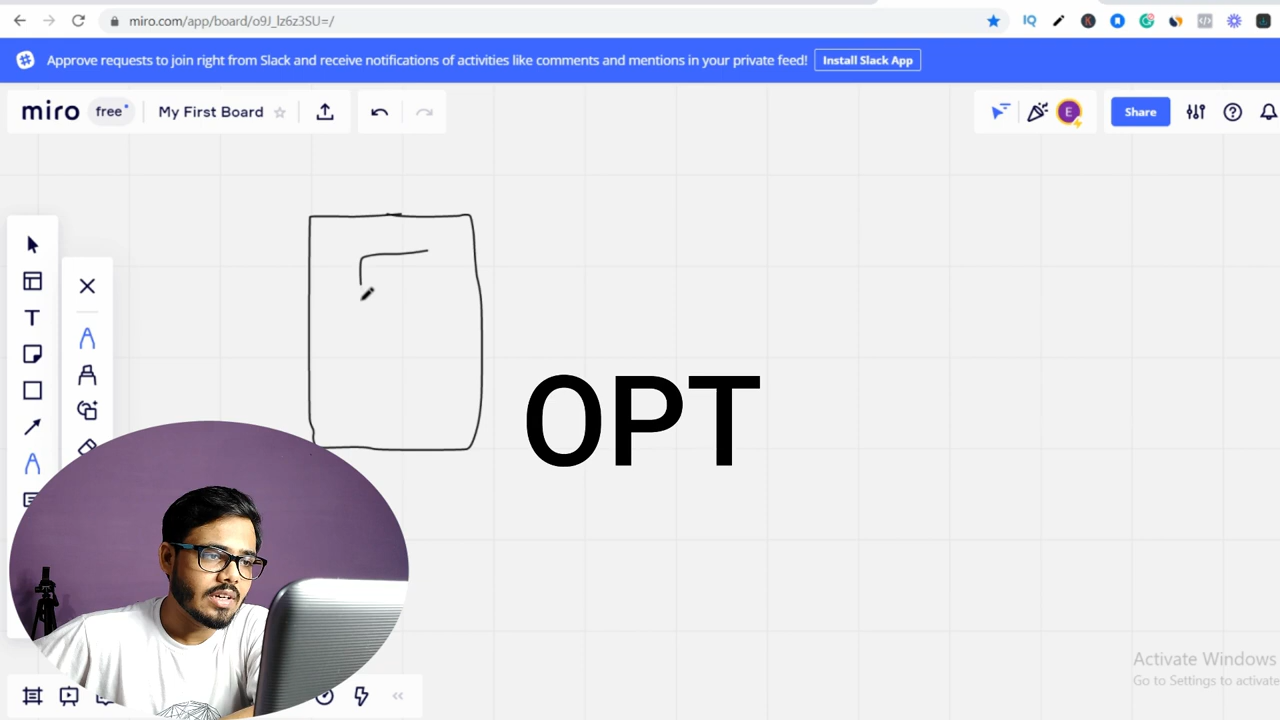 miro.com/app/board/o9J_lz6z3SU=/
IQ
Approve requests to join right from Slack and receive notifications of activities like comments and mentions in your private feed! Install Slack App
miro free My First Board E Share
T
OPT
Activate Windows
Go to Settings to activate